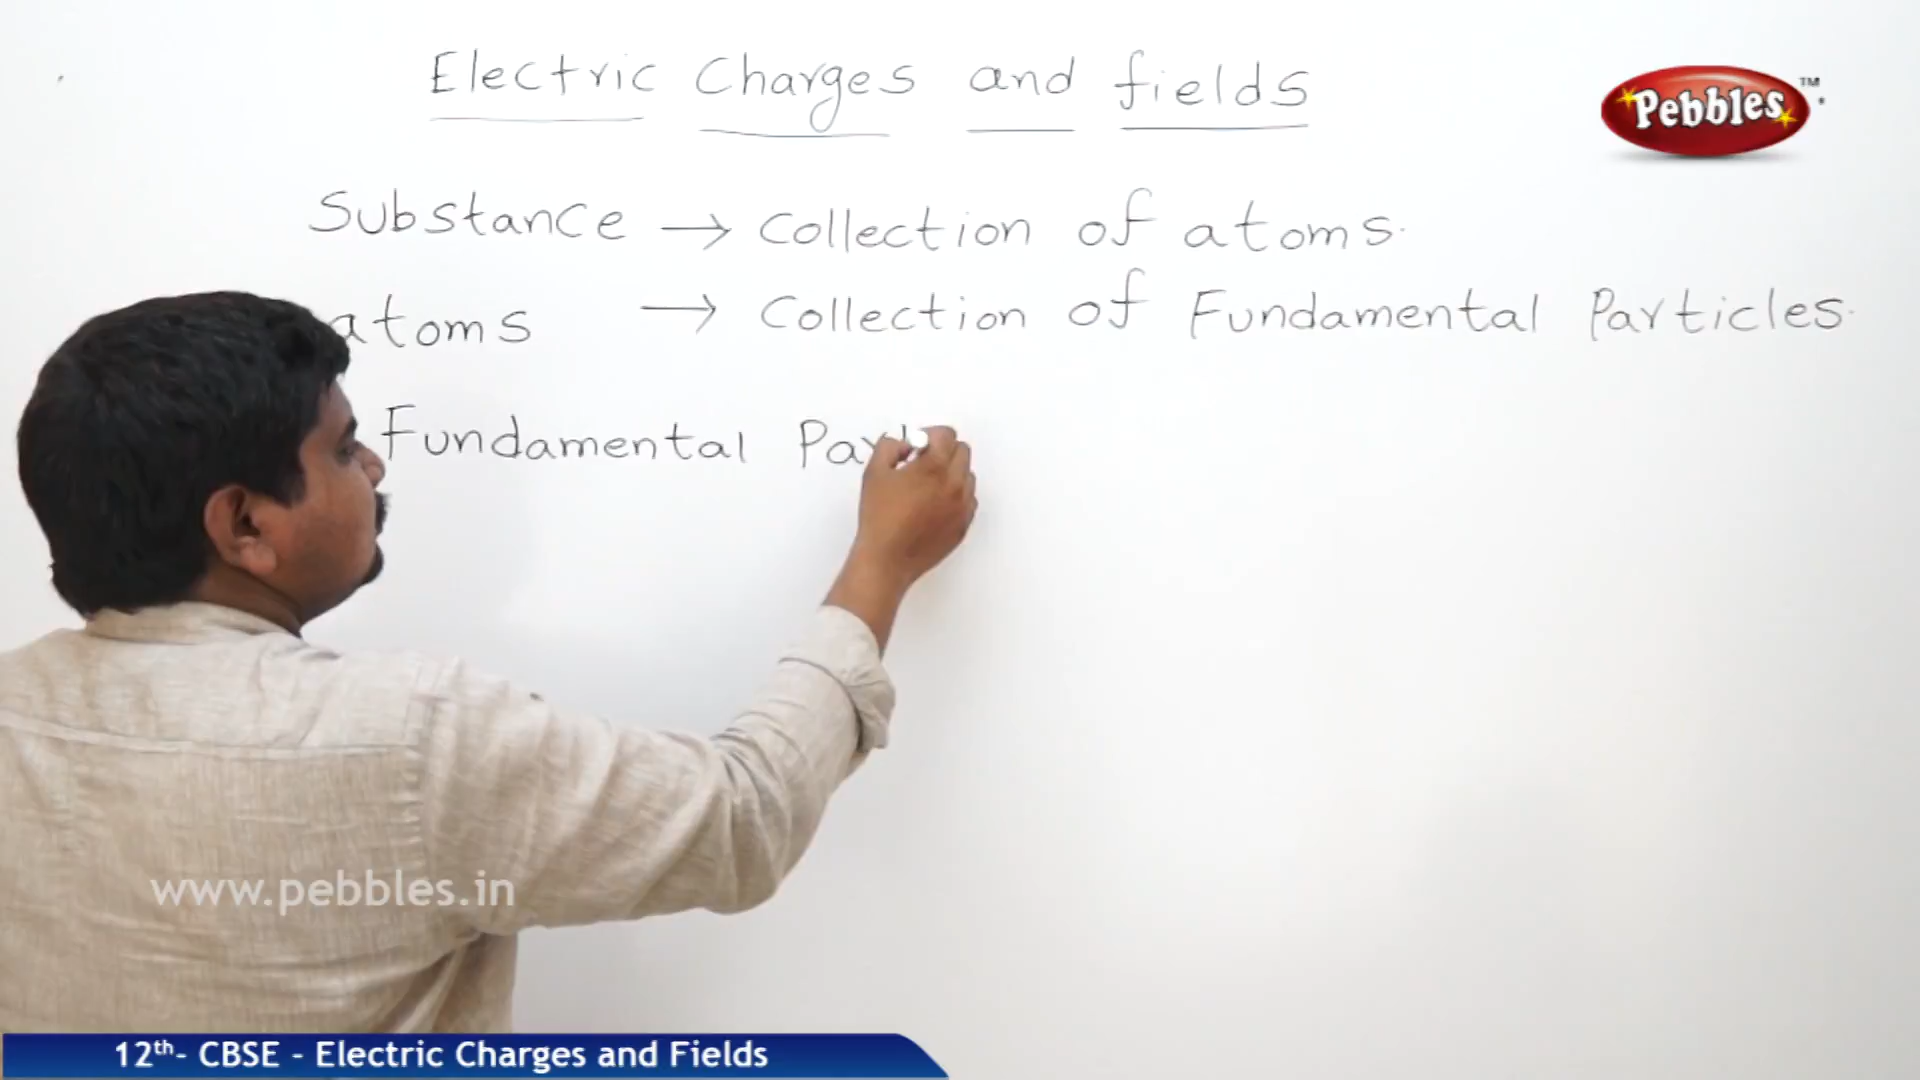 Electric Charges and fields
Pebbles TM
Substance → Collection of atoms.
atoms → Collection of Fundamental Particles.
Fundamental
www.pebbles.in
12th- CBSE - Electric Charges and Fields